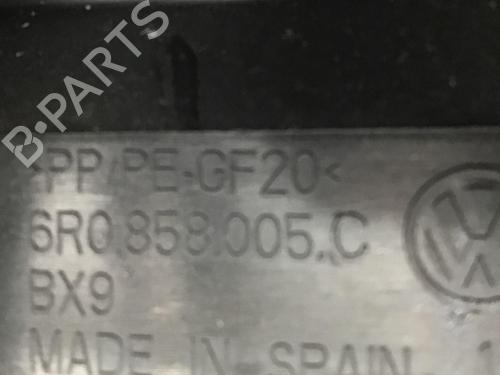 B-PARTS
>PP/PE-GF20<
6R0.858.005..C
BX9
MADE IN SPAIN -